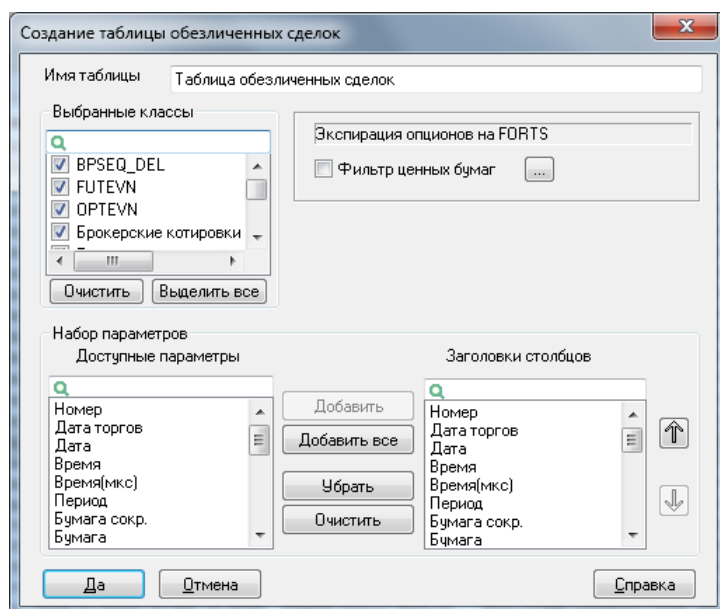 Создание таблицы обезличенных сделок
Имя таблицы Таблица обезличенных сделок
Выбранные классы
BPSEQ_DEL
FUTEVN
OPTEVN
Брокерские котировки
Очистить Выделить все
Экспирация опционов на FORTS
Фильтр ценных бумаг ...
Набор параметров
Доступные параметры
Номер
Дата торгов
Дата
Время
Время(мкс)
Период
Бумага сокр.
Бумага
Добавить
Добавить все
Убрать
Очистить
Заголовки столбцов
Номер
Дата торгов
Дата
Время
Время(мкс)
Период
Бумага сокр.
Бумага
Да Отмена Справка